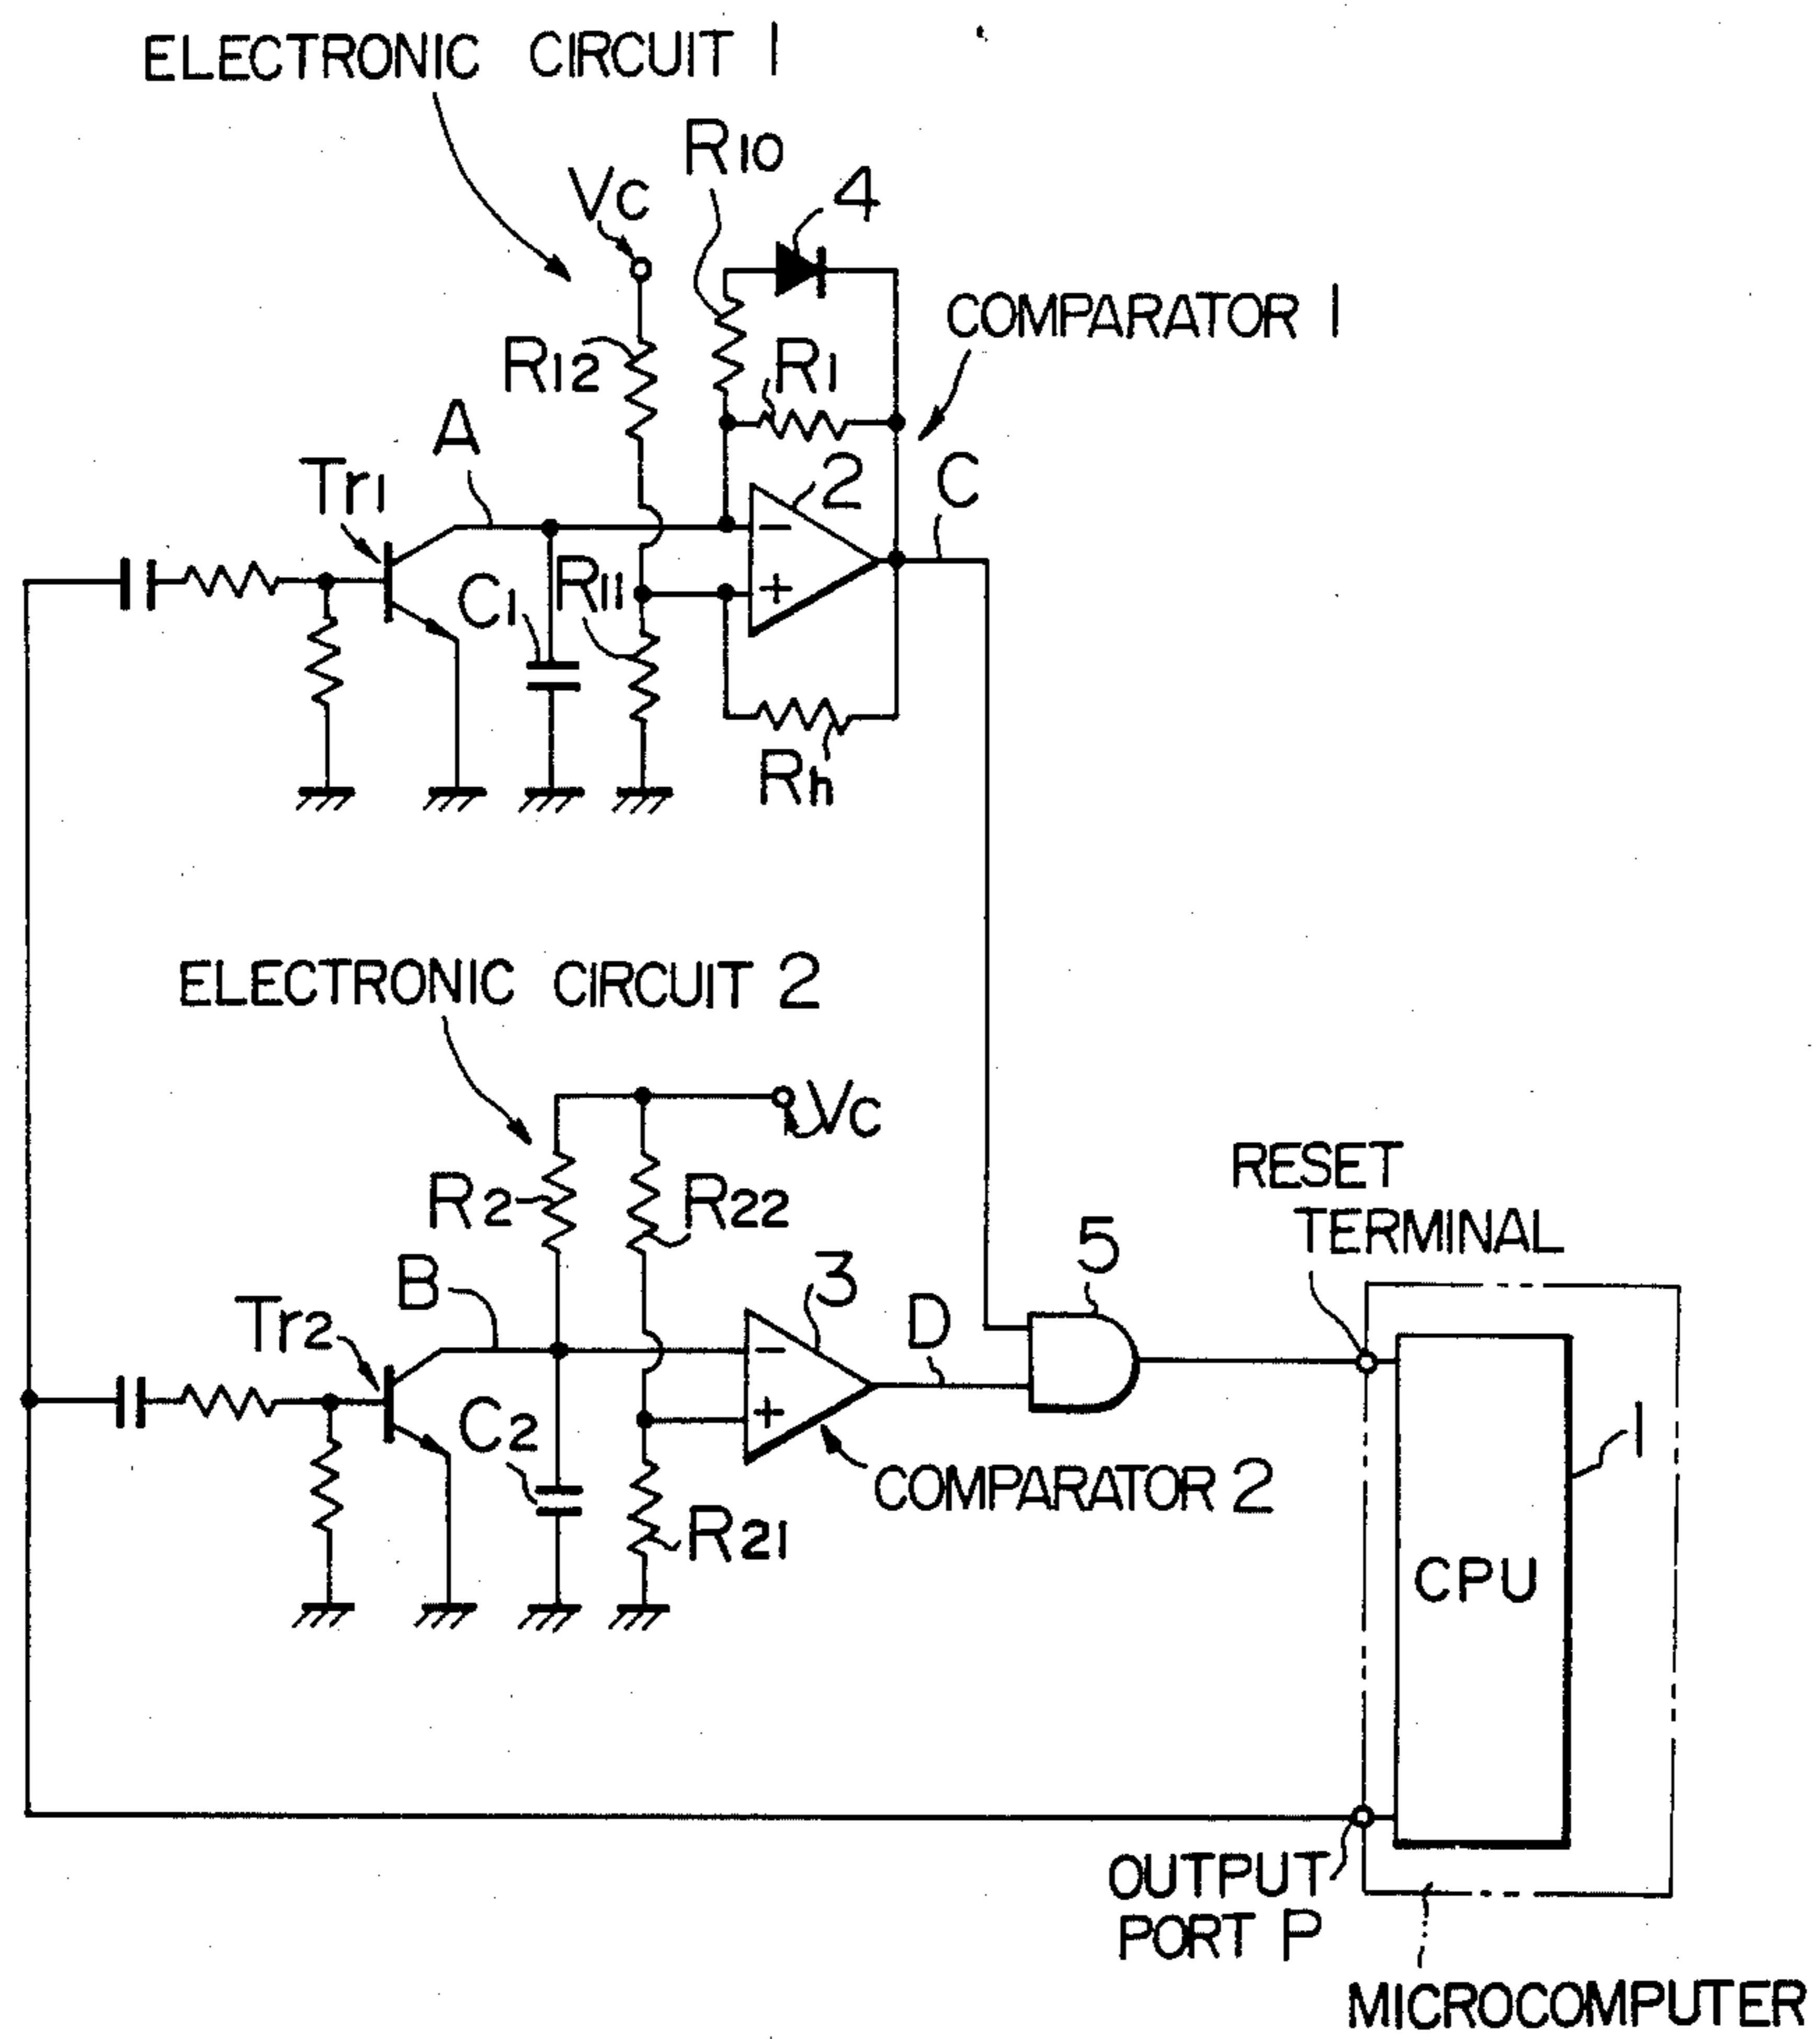 ELECTRONIC CIRCUIT 1
R10
4
Vc
COMPARATOR 1
R12
R1
A
2
C
Tr1
−
R11
+
C1
Rh
ELECTRONIC CIRCUIT 2
Vc
RESET
TERMINAL
R2
R22
5
B
3
D
Tr2
−
1
C2
+
COMPARATOR 2
R21
CPU
OUTPUT
PORT P
MICROCOMPUTER